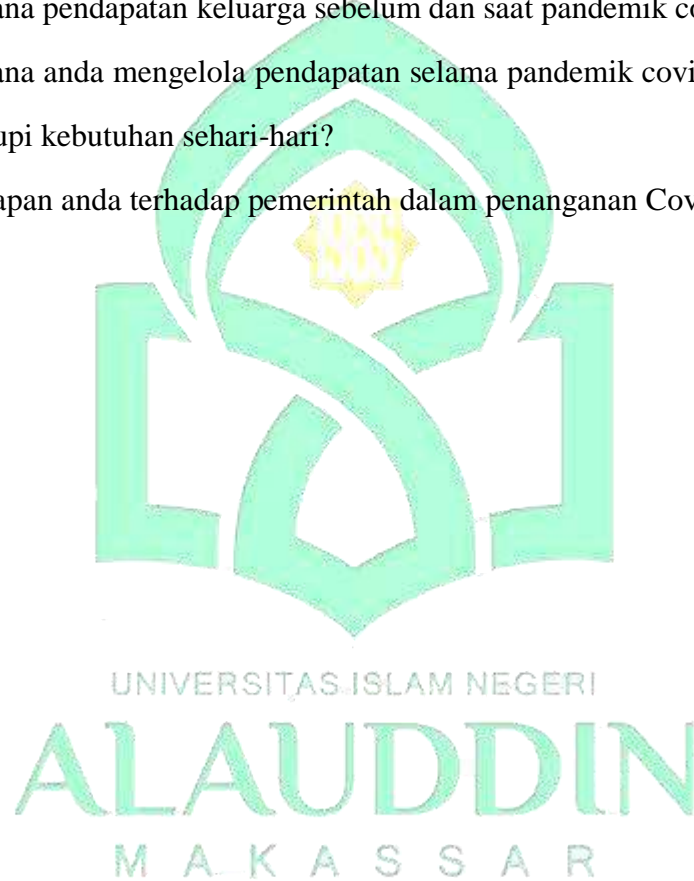 ana pendapatan keluarga sebelum dan saat pandemik co
ana anda mengelola pendapatan selama pandemik covi
upi kebutuhan sehari-hari?
apan anda terhadap pemerintah dalam penanganan Cov
UNIVERSITAS ISLAM NEGERI
ALAUDDIN
MAKASSAR